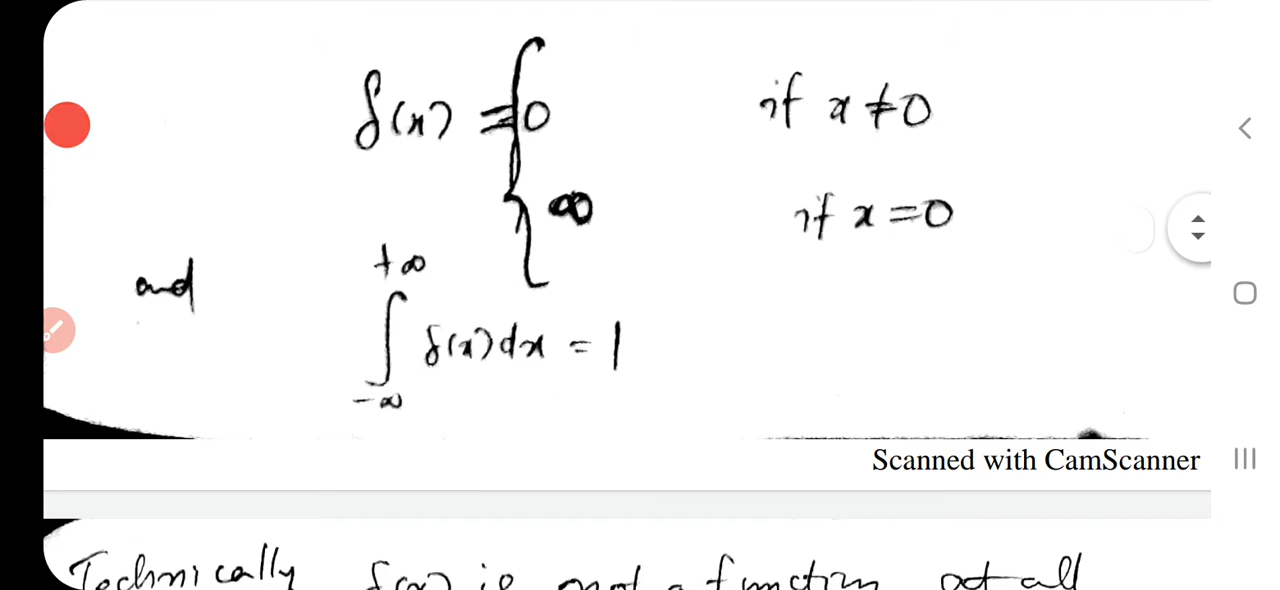 δ(x) = { 0 if x ≠ 0
∞ if x = 0
and ∫_{-∞}^{+∞} δ(x) dx = 1
Scanned with CamScanner
Technically δ(x) is not a function at all